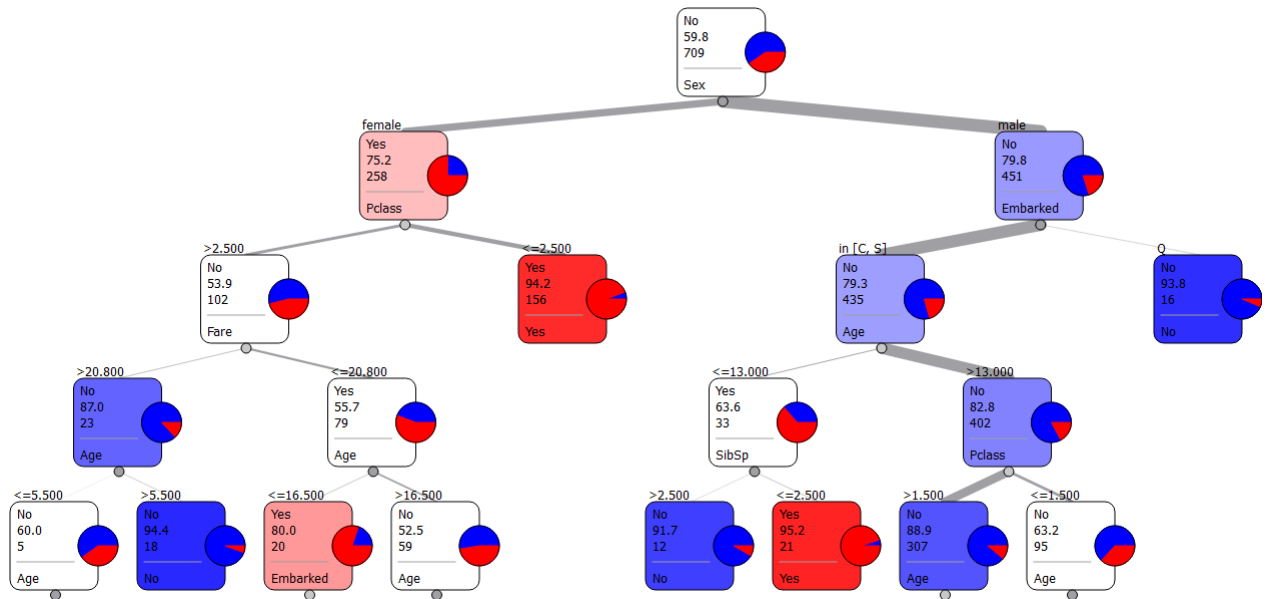 No
59.8
709
Sex
female
Yes
75.2
258
Pclass
male
No
79.8
451
Embarked
>2.500
No
53.9
102
Fare
<=2.500
Yes
94.2
156
Yes
in [C, S]
No
79.3
435
Age
Q
No
93.8
16
No
>20.800
No
87.0
23
Age
<=20.800
Yes
55.7
79
Age
<=13.000
Yes
63.6
33
SibSp
>13.000
No
82.8
402
Pclass
<=5.500
No
60.0
5
Age
>5.500
No
94.4
18
No
<=16.500
Yes
80.0
20
Embarked
>16.500
No
52.5
59
Age
>2.500
No
91.7
12
No
<=2.500
Yes
95.2
21
Yes
>1.500
No
88.9
307
Age
<=1.500
No
63.2
95
Age